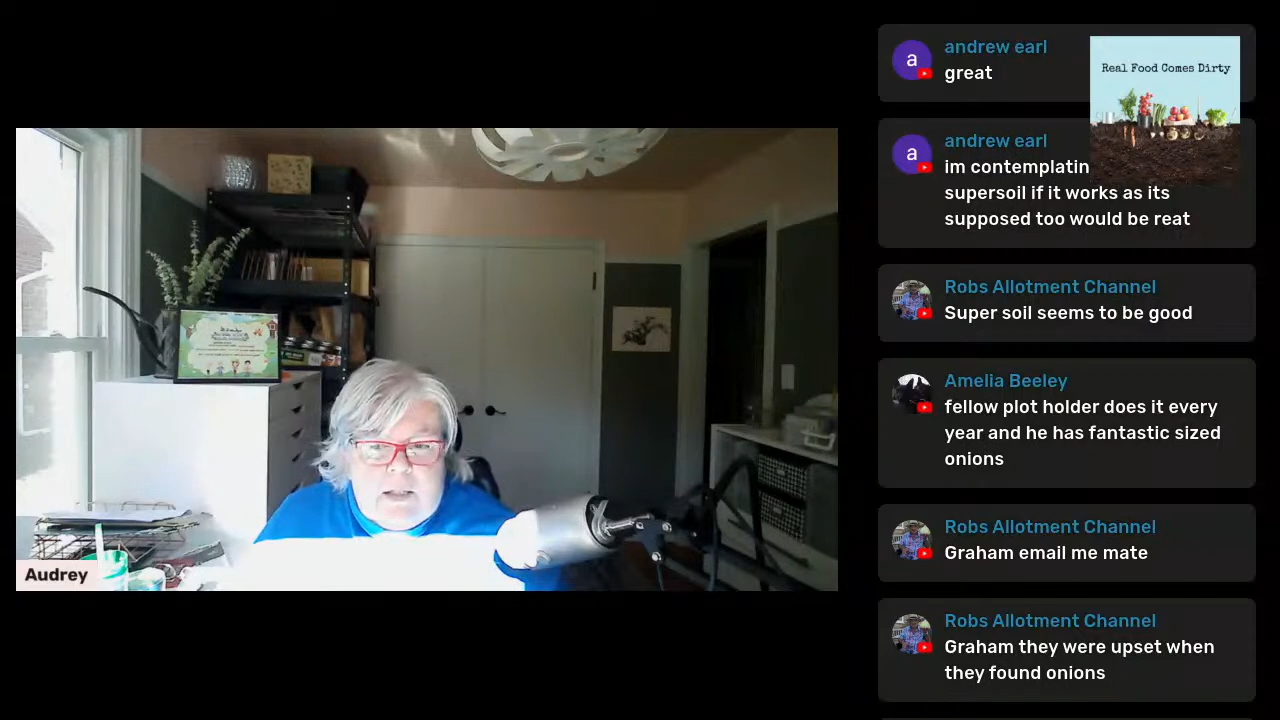 andrew earl
great
Real Food Comes Dirty
andrew earl
im contemplatin
supersoil if it works as its
supposed too would be reat
Robs Allotment Channel
Super soil seems to be good
Amelia Beeley
fellow plot holder does it every
year and he has fantastic sized
onions
Robs Allotment Channel
Graham email me mate
Robs Allotment Channel
Graham they were upset when
they found onions
Audrey